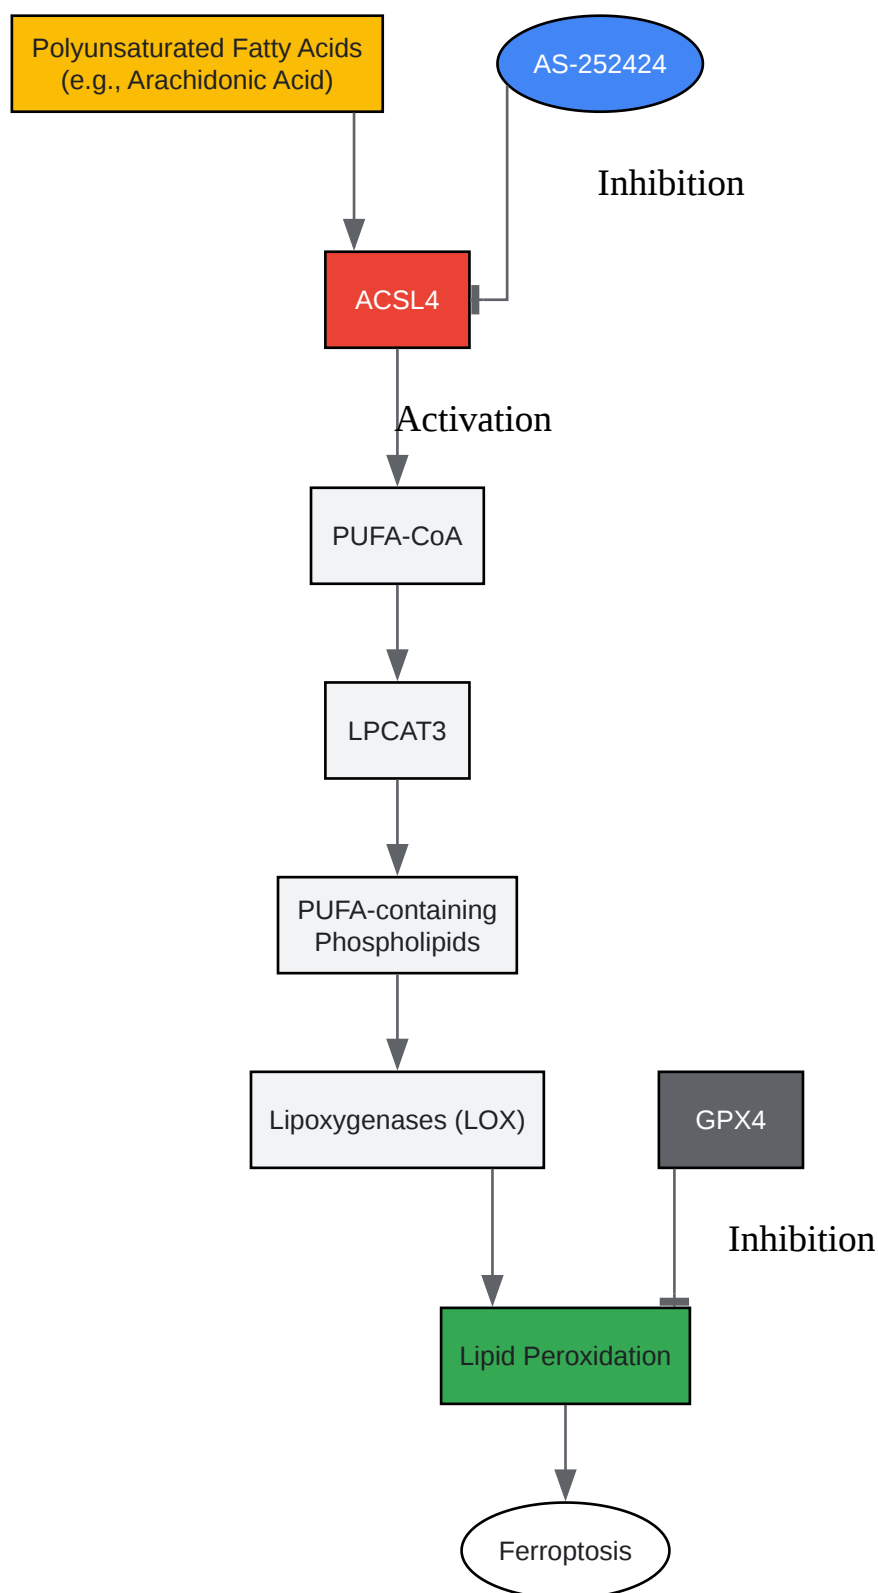 Polyunsaturated Fatty Acids
(e.g., Arachidonic Acid)
AS-252424
Inhibition
ACSL4
Activation
PUFA-CoA
LPCAT3
PUFA-containing
Phospholipids
Lipoxygenases (LOX)
GPX4
Inhibition
Lipid Peroxidation
Ferroptosis